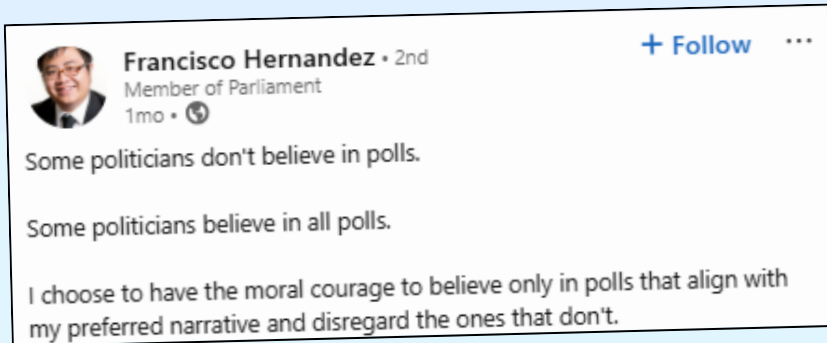 Francisco Hernandez • 2nd
+ Follow ...
Member of Parliament
1mo •
Some politicians don't believe in polls.
Some politicians believe in all polls.
I choose to have the moral courage to believe only in polls that align with
my preferred narrative and disregard the ones that don't.